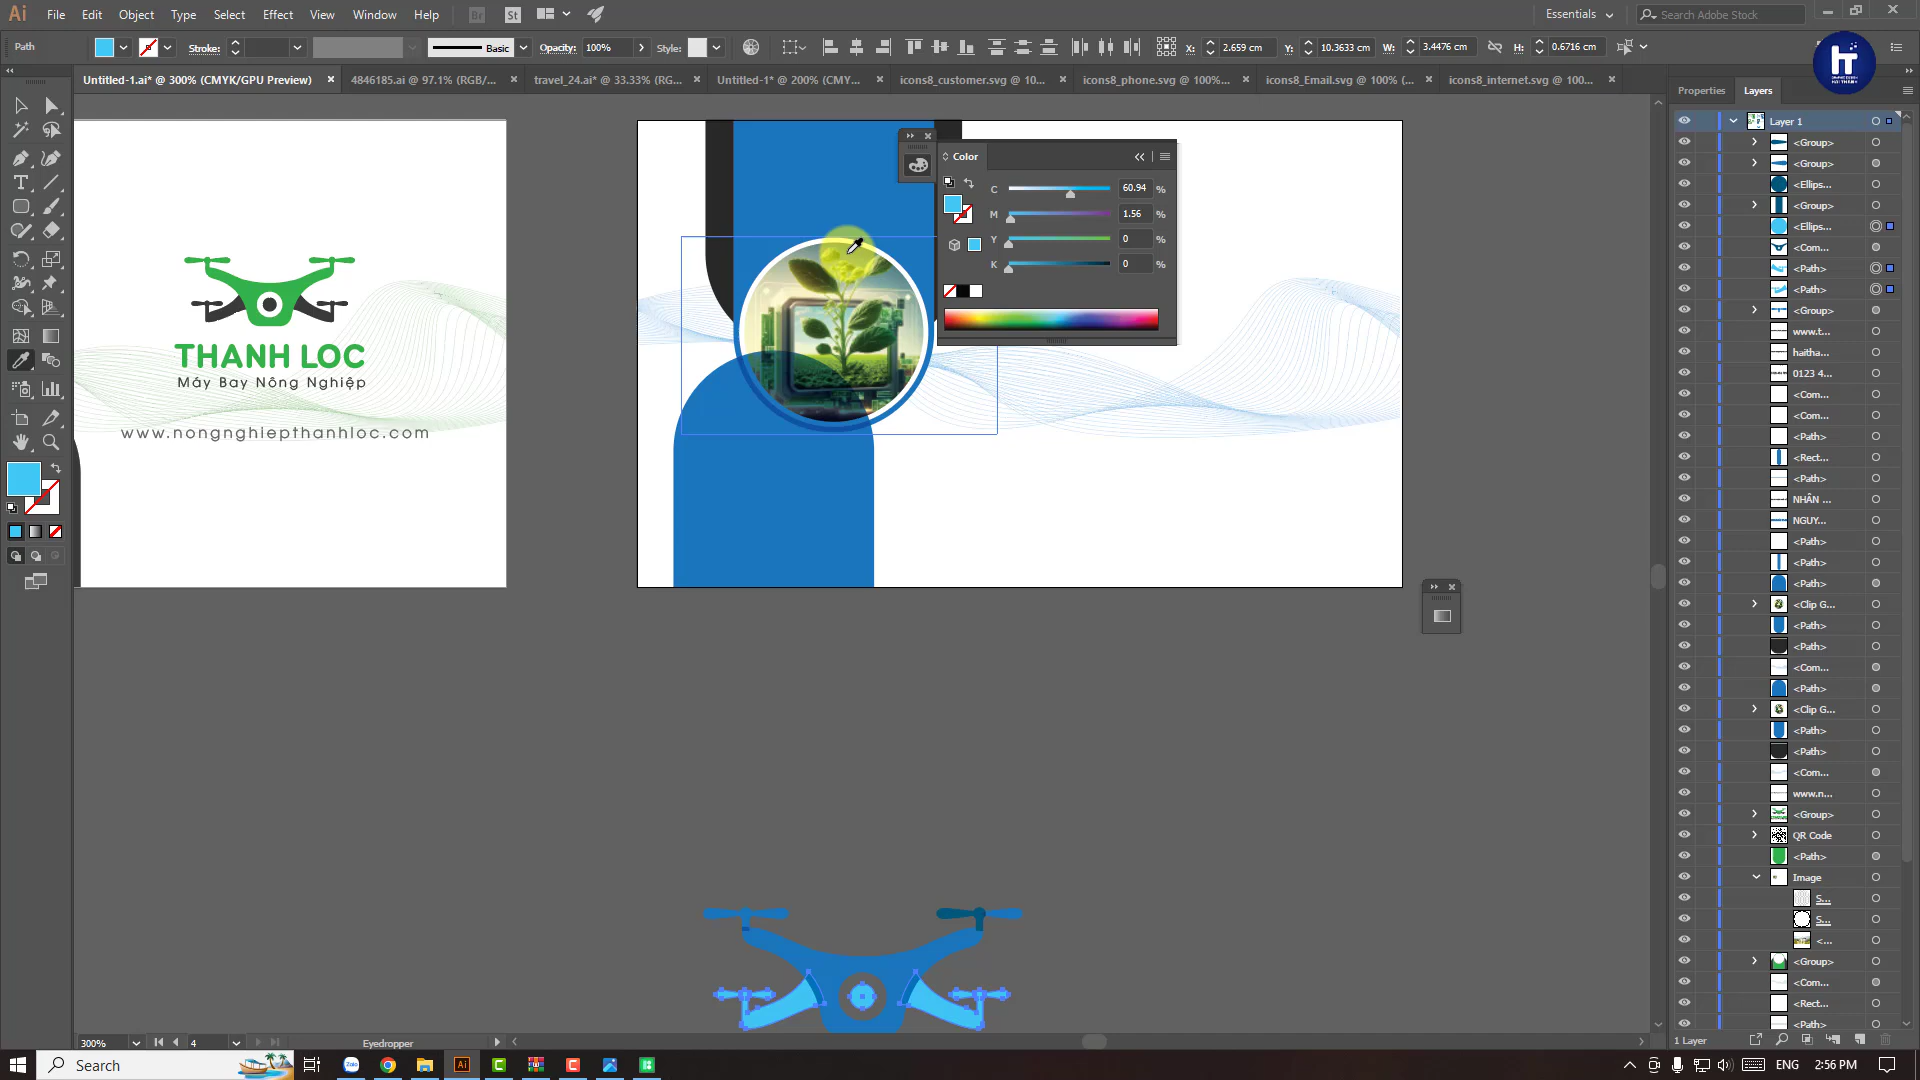 Ai File Edit Object Type Select Effect View Window Help Br St Essentials Search Adobe Stock
Path Stroke: Basic Opacity: 100% Style: X: 2.659 cm Y: 10.3633 cm W: 3.4476 cm H: 0.6716 cm
Untitled-1.ai* @ 300% (CMYK/GPU Preview) 4846185.ai @ 97.1% (RGB/... travel_24.ai* @ 33.33% (RG... Untitled-1* @ 200% (CMY... icons8_customer.svg @ 10... icons8_phone.svg @ 100%... icons8_Email.svg @ 100% (... icons8_internet.svg @ 100...
Properties Layers
Layer 1
<Group>
<Group>
<Ellips...
<Group>
<Ellips...
<Com...
<Path>
<Path>
<Group>
www.t...
haitha...
0123 4...
<Com...
<Com...
<Path>
<Rect...
<Path>
NHÃN ...
NGUY...
<Path>
<Path>
<Path>
<Clip G...
<Path>
<Path>
<Com...
<Path>
<Clip G...
<Path>
<Path>
<Com...
www.n...
<Group>
QR Code
<Path>
Image
S...
S...
<...
<Group>
<Com...
<Rect...
<Path>
1 Layer
Color
C 60.94 %
M 1.56 %
Y 0 %
K 0 %
THANH LOC
Máy Bay Nông Nghiệp
www.nongnghiepthanhloc.com
300% 4 Eyedropper
Search Zalo Ai ENG 2:56 PM